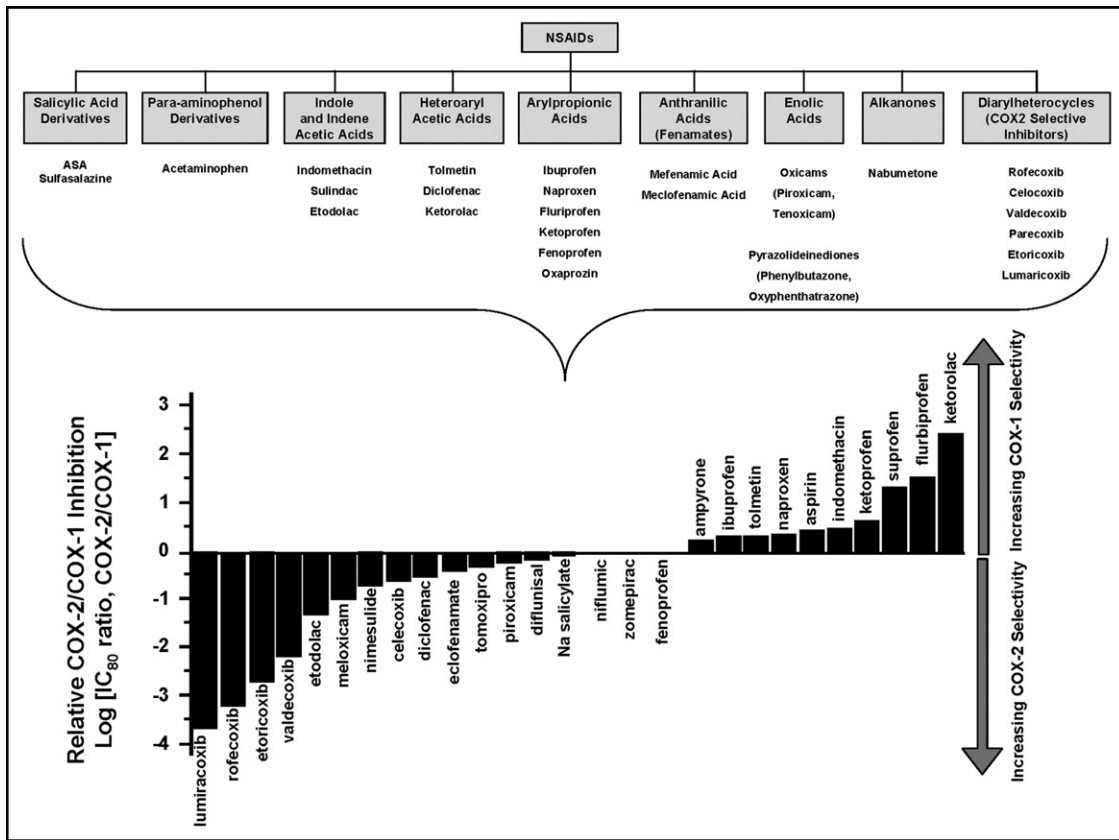 NSAIDs
Salicylic Acid
Derivatives
Para-aminophenol
Derivatives
Indole
and Indene
Acetic Acids
Heteroaryl
Acetic Acids
Arylpropionic
Acids
Anthranilic
Acids
(Fenamates)
Enolic
Acids
Alkanones
Diarylheterocycles
(COX2 Selective
Inhibitors)
ASA
Sulfasalazine
Acetaminophen
Indomethacin
Sulindac
Etodolac
Tolmetin
Diclofenac
Ketorolac
Ibuprofen
Naproxen
Fluriprofen
Ketoprofen
Fenoprofen
Oxaprozin
Mefenamic Acid
Meclofenamic Acid
Oxicams
(Piroxicam,
Tenoxicam)
Pyrazolideinediones
(Phenylbutazone,
Oxyphenthatrazone)
Nabumetone
Rofecoxib
Celocoxib
Valdecoxib
Parecoxib
Etoricoxib
Lumaricoxib
Relative COX-2/COX-1 Inhibition
Log [IC80 ratio, COX-2/COX-1]
3
2
1
0
-1
-2
-3
-4
lumiracoxib
rofecoxib
etoricoxib
valdecoxib
etodolac
meloxicam
nimesuide
celecoxib
diclofenac
eclofenamate
tomoxipro
piroxicam
diflunisal
Na salicylate
niflumic
zomepirac
fenoprofen
ampyrone
ibuprofen
tolmetin
naproxen
aspirin
indomethacin
ketoprofen
suprofen
flurbiprofen
ketorolac
Increasing COX-1 Selectivity
Increasing COX-2 Selectivity